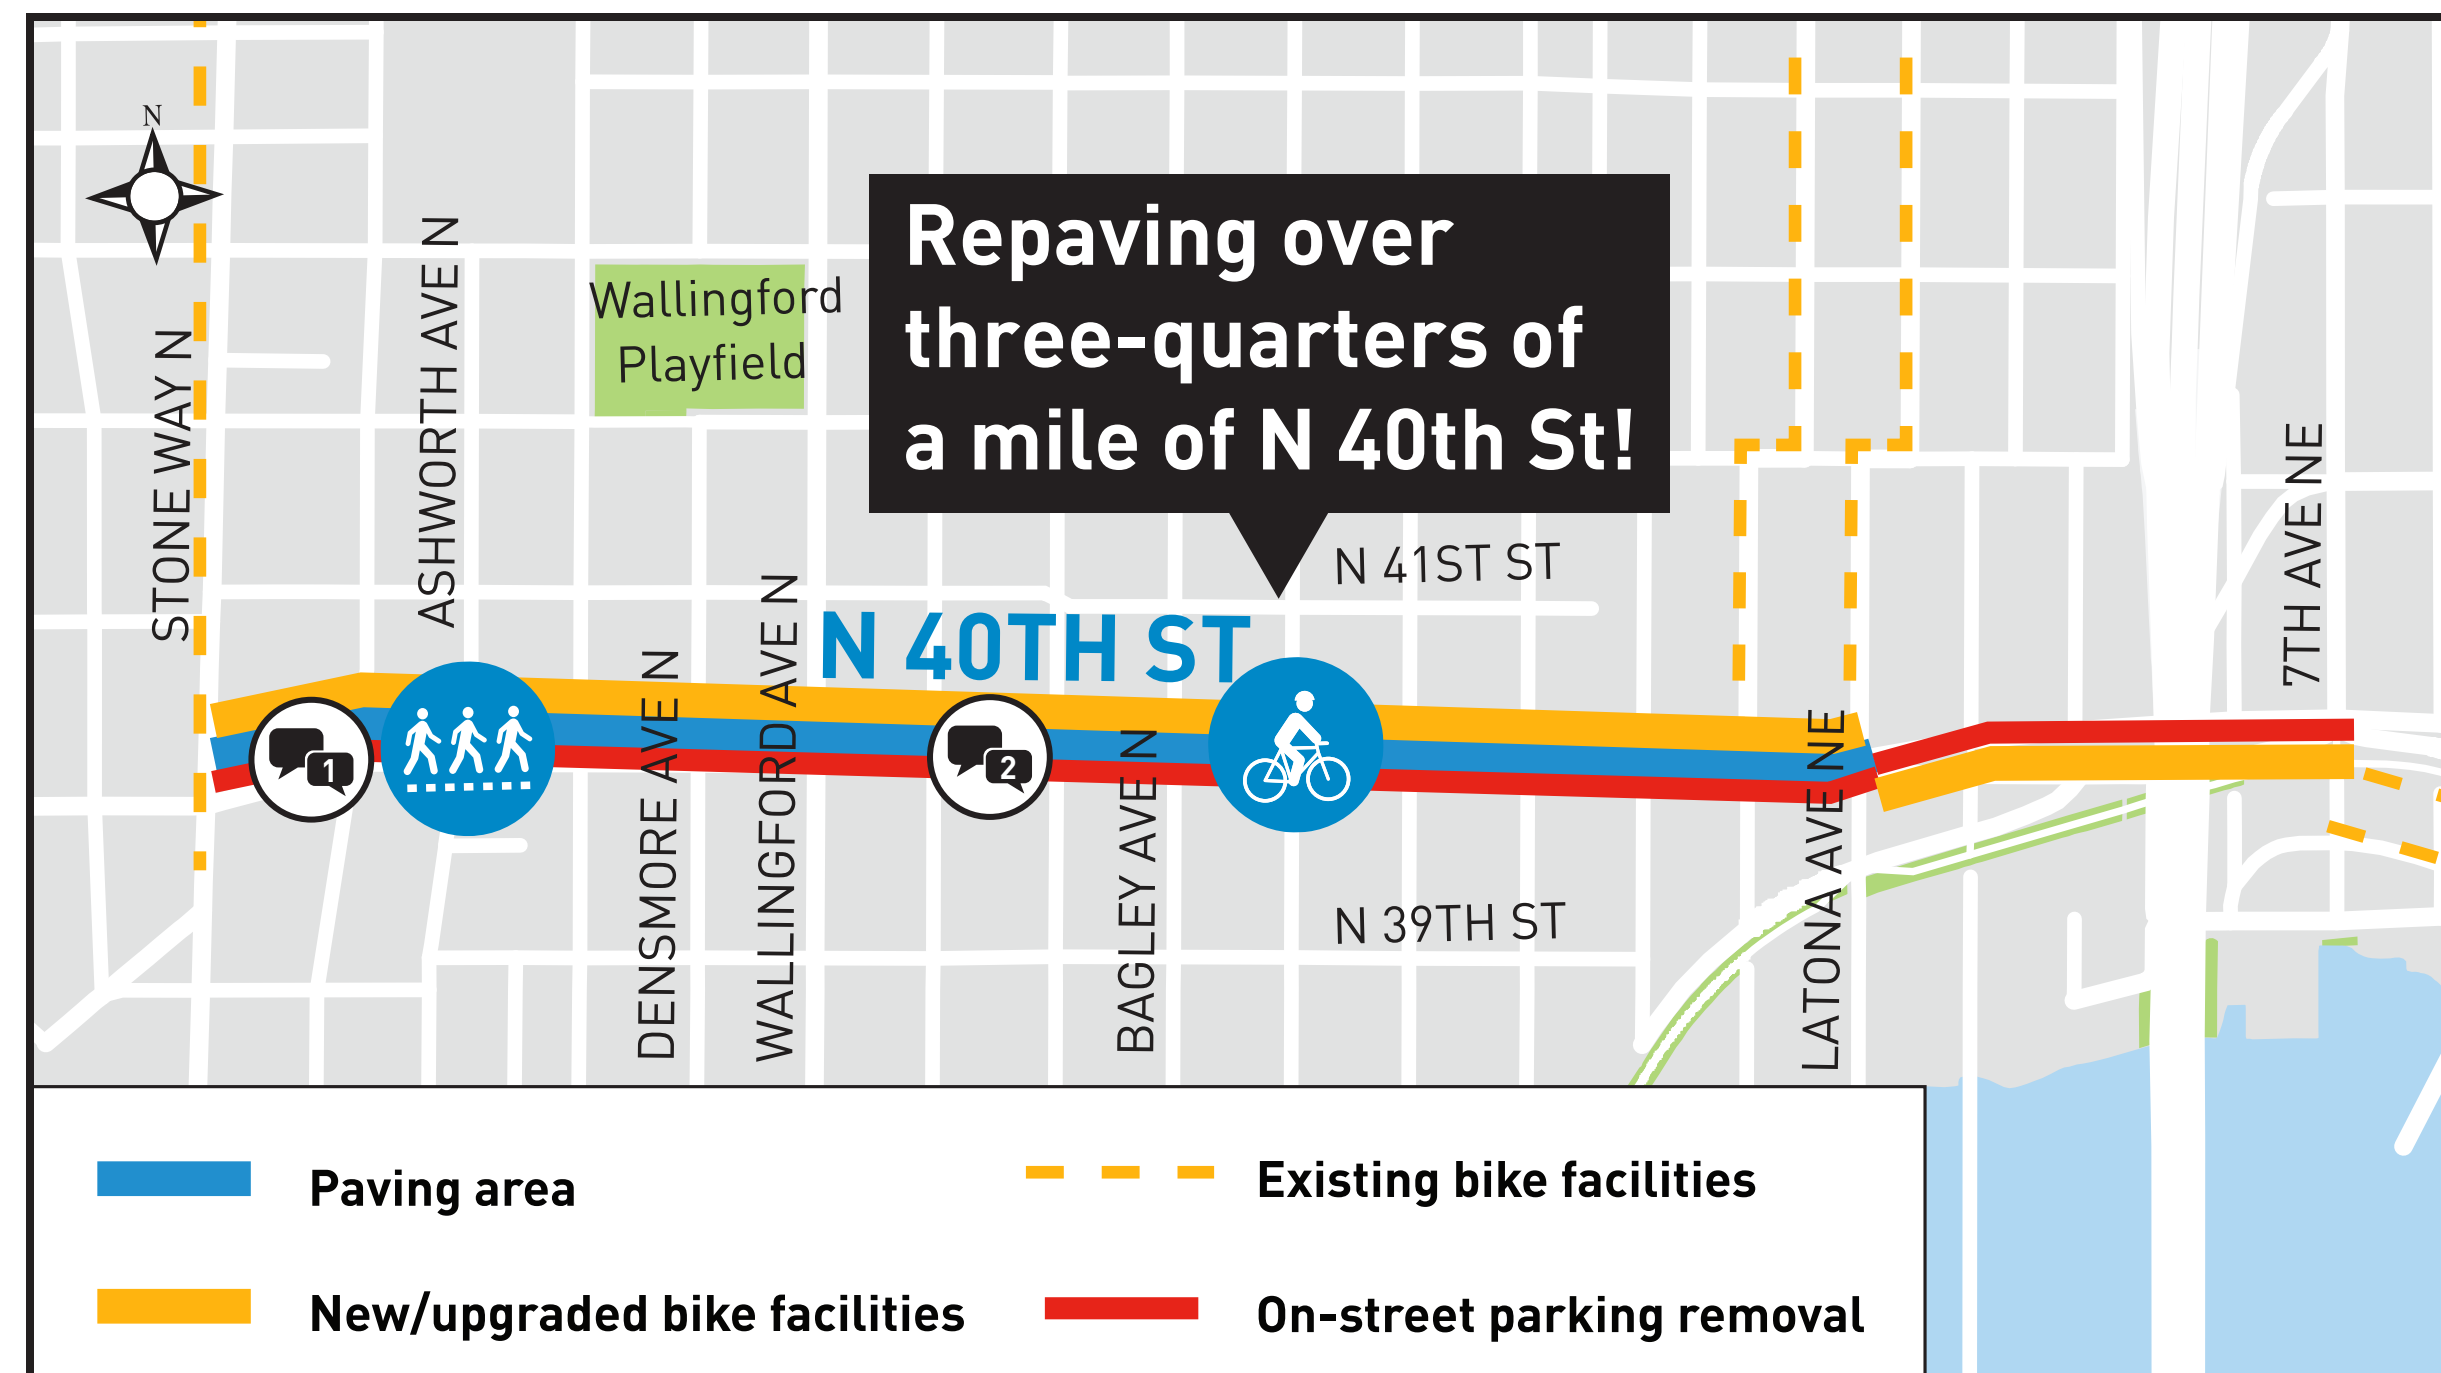 N
Repaving over
three-quarters of
a mile of N 40th St!
Wallingford
Playfield
STONE WAY N
ASHWORTH AVE N
7TH AVE NE
N 41ST ST
N 40TH ST
DENSMORE AVE N
WALLINGFORD AVE N
BAGLEY AVE N
LATONA AVE NE
1
2
N 39TH ST
Paving area
Existing bike facilities
New/upgraded bike facilities
On-street parking removal